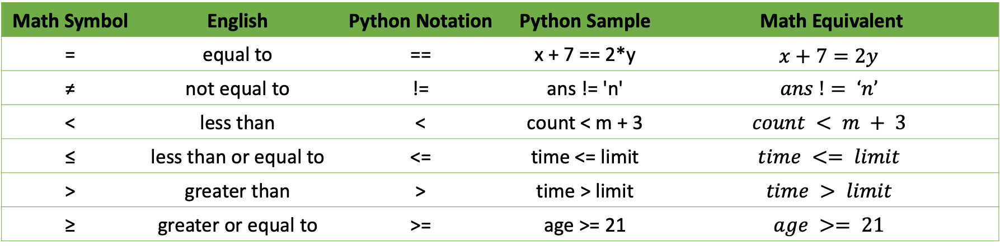 Math Symbol English Python Notation Python Sample Math Equivalent
= equal to == x + 7 == 2*y x + 7 = 2y
≠ not equal to != ans != 'n' ans ! = ‘n’
< less than < count < m + 3 count < m + 3
≤ less than or equal to <= time <= limit time <= limit
> greater than > time > limit time > limit
≥ greater or equal to >= age >= 21 age >= 21